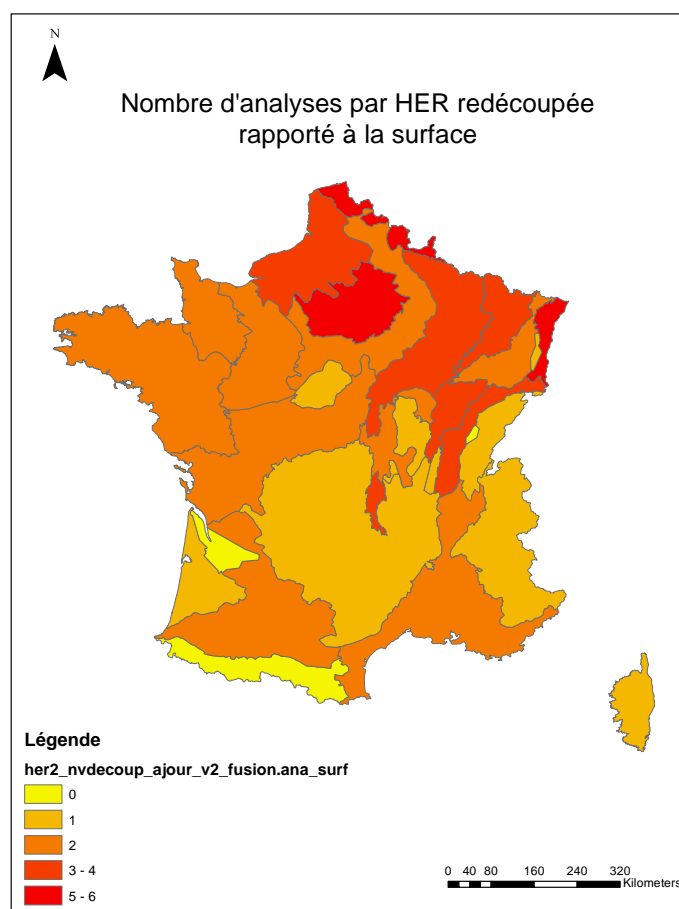 N
Nombre d'analyses par HER redécoupée
rapporté à la surface
Légende
her2_nvdecoup_ajour_v2_fusion.ana_surf
0
1
2
3 - 4
5 - 6
0 40 80 160 240 320
Kilometers